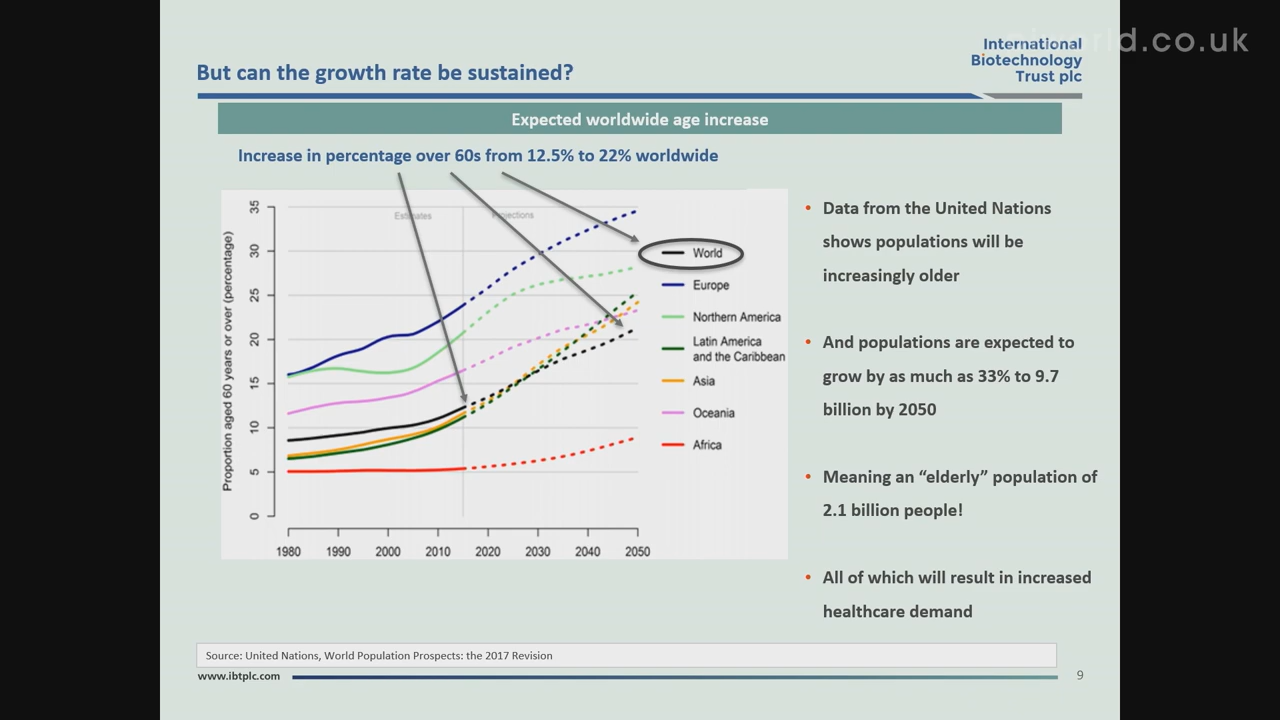 International
Biotechnology
Trust plc
d.co.uk
But can the growth rate be sustained?
Expected worldwide age increase
Increase in percentage over 60s from 12.5% to 22% worldwide
Proportion aged 60 years or over (percentage)
35
30
25
20
15
10
5
0
Estimates
Projections
World
Europe
Northern America
Latin America
and the Caribbean
Asia
Oceania
Africa
1980 1990 2000 2010 2020 2030 2040 2050
• Data from the United Nations
shows populations will be
increasingly older
• And populations are expected to
grow by as much as 33% to 9.7
billion by 2050
• Meaning an “elderly” population of
2.1 billion people!
• All of which will result in increased
healthcare demand
Source: United Nations, World Population Prospects: the 2017 Revision
www.ibtplc.com
9